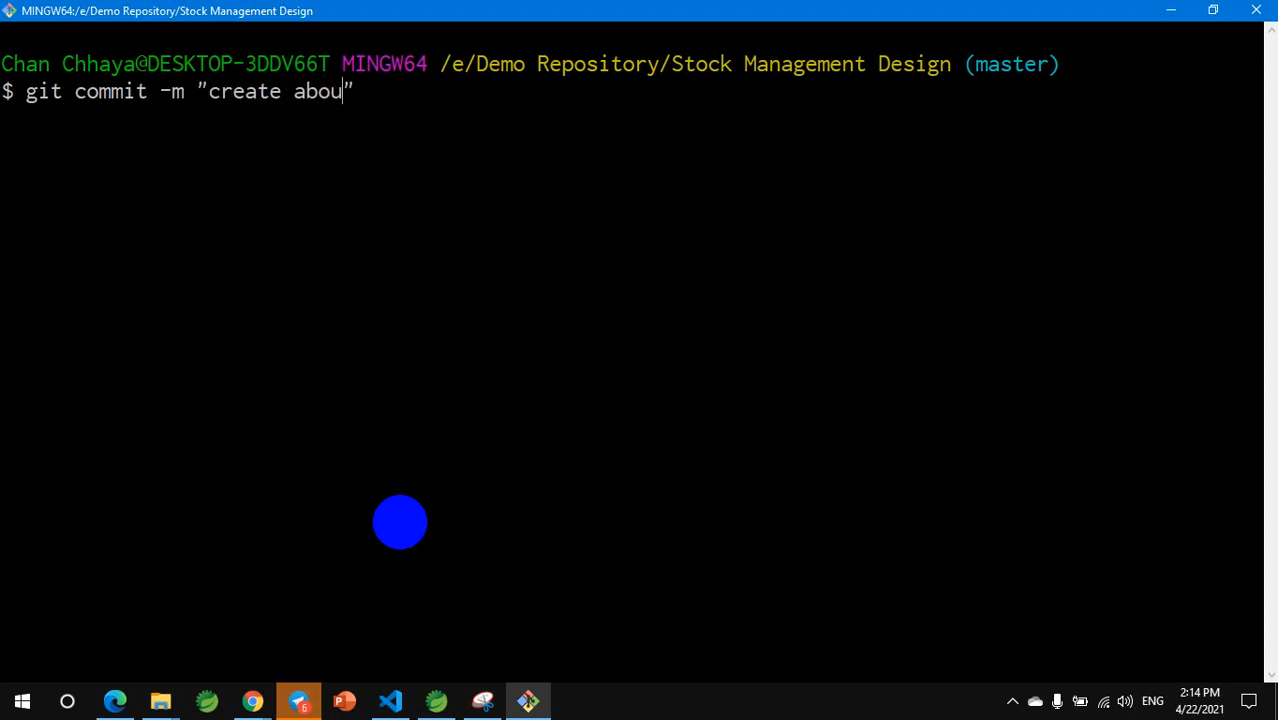 MINGW64:/e/Demo Repository/Stock Management Design
Chan Chhaya@DESKTOP-3DDV66T MINGW64 /e/Demo Repository/Stock Management Design (master)
$ git commit -m "create abou"
6
ENG
2:14 PM
4/22/2021